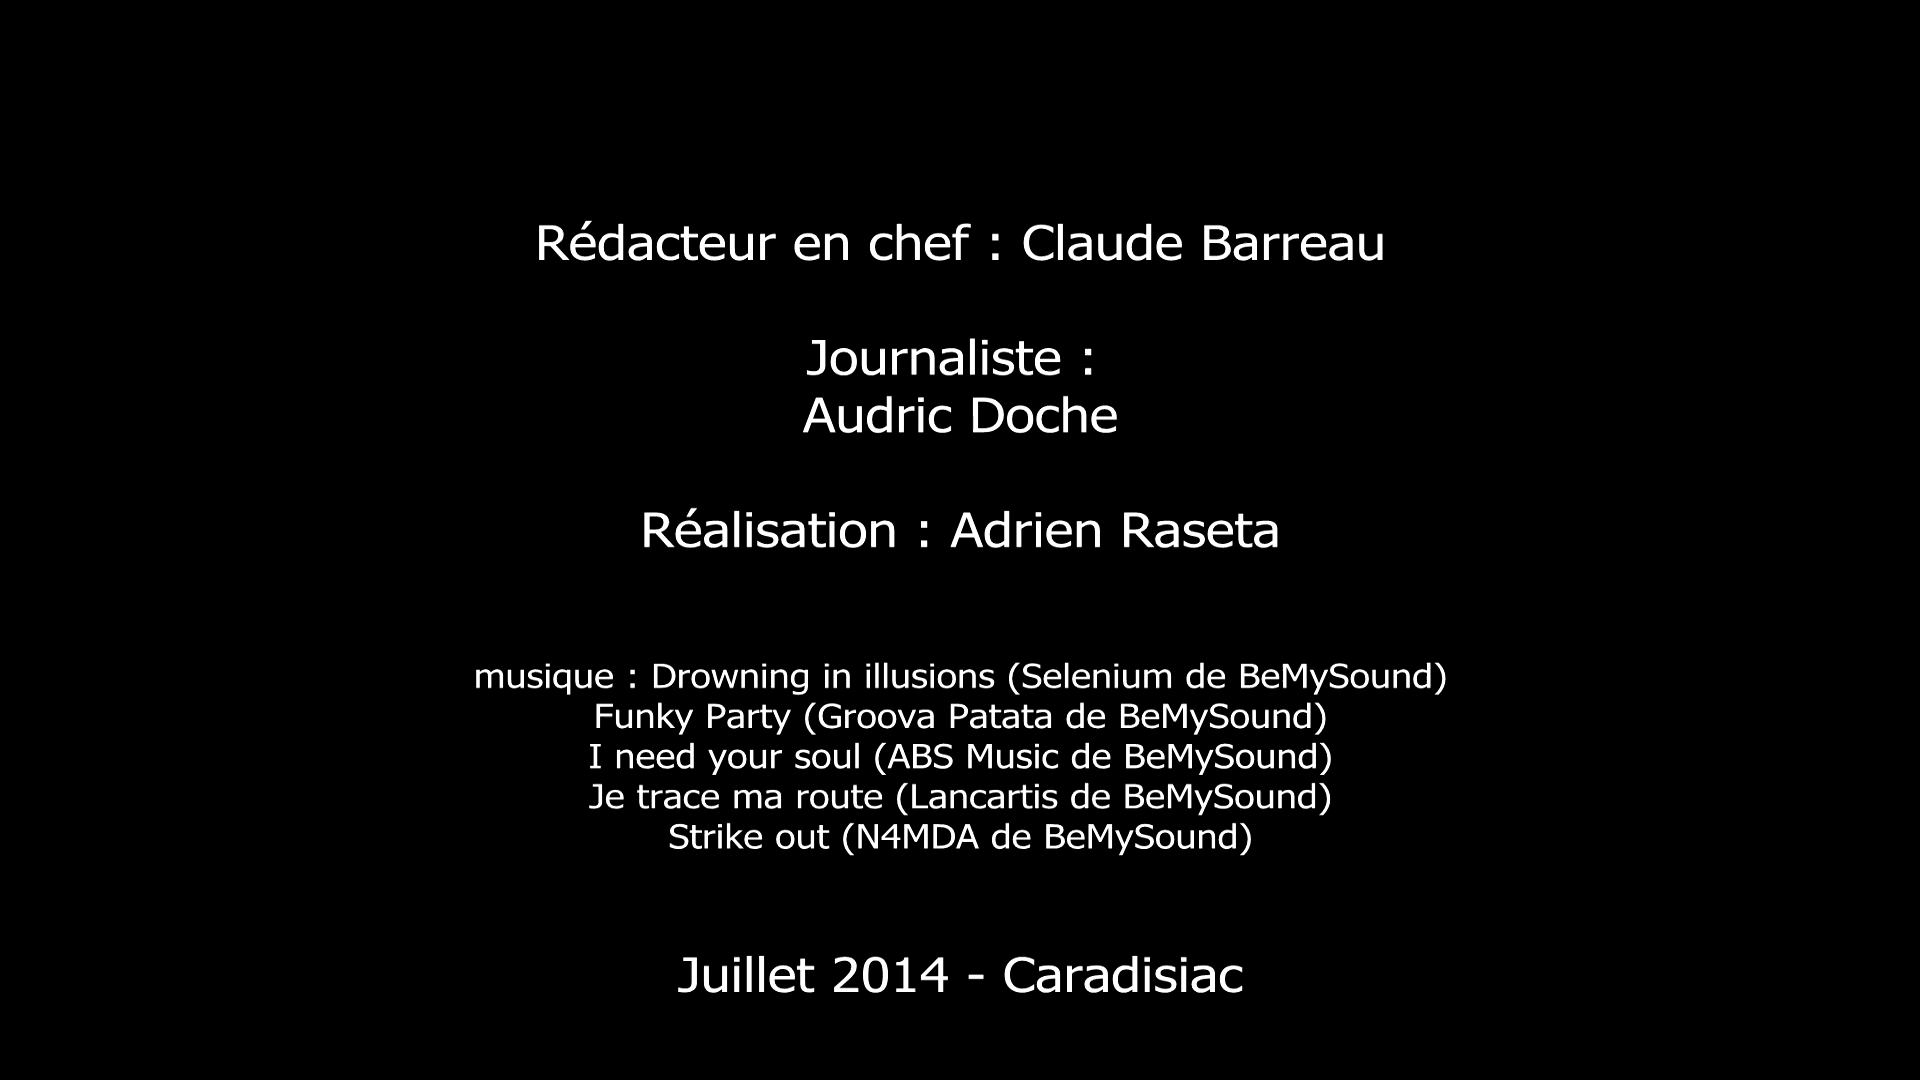 Rédacteur en chef : Claude Barreau
Journaliste :
Audric Doche
Réalisation : Adrien Raseta
musique : Drowning in illusions (Selenium de BeMySound)
Funky Party (Groova Patata de BeMySound)
I need your soul (ABS Music de BeMySound)
Je trace ma route (Lancartis de BeMySound)
Strike out (N4MDA de BeMySound)
Juillet 2014 - Caradisiac